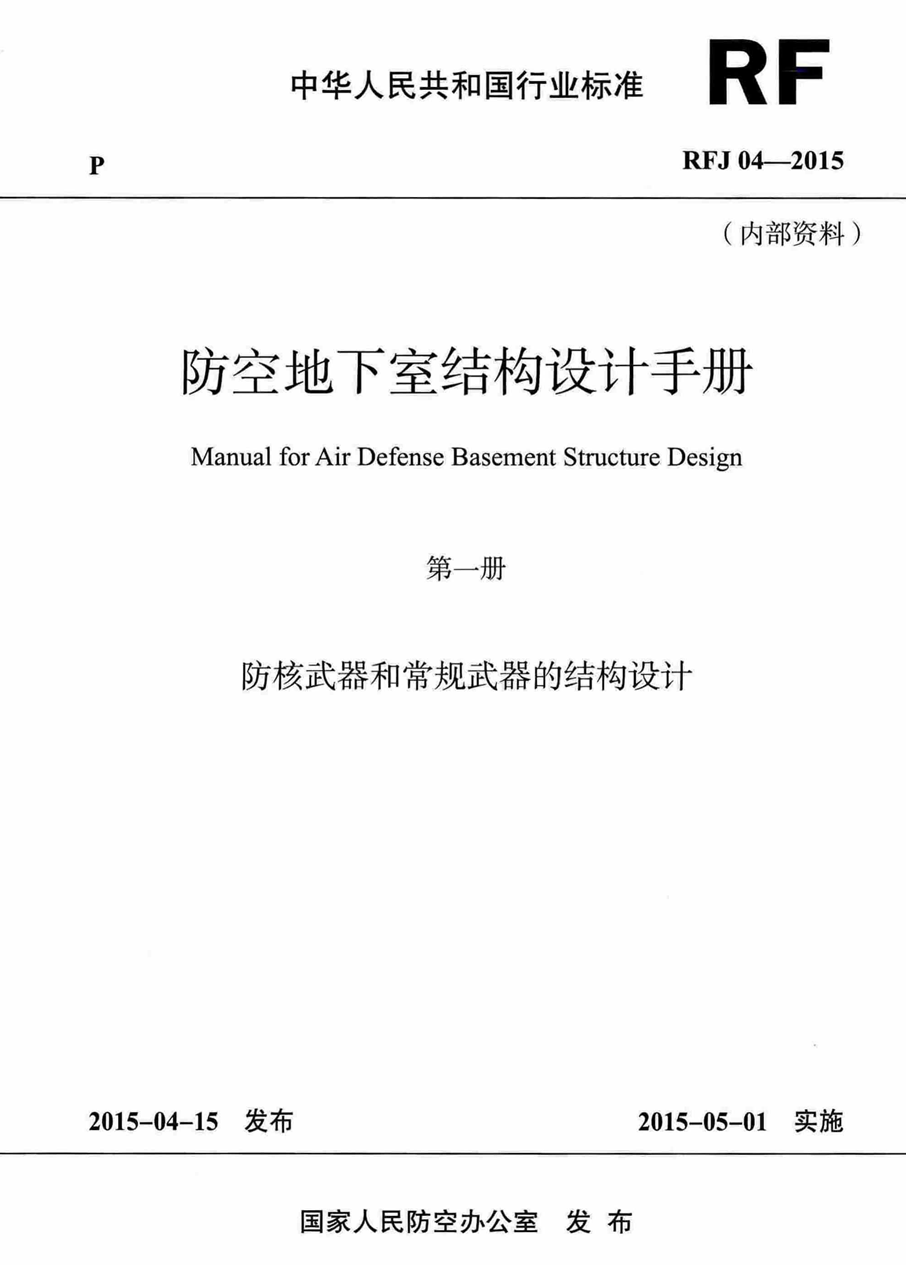 中华人民共和国行业标准
RF
P
RFJ 04—2015
（内部资料）
防空地下室结构设计手册
Manual for Air Defense Basement Structure Design
第一册
防核武器和常规武器的结构设计
2015-04-15 发布
2015-05-01 实施
国家人民防空办公室 发 布